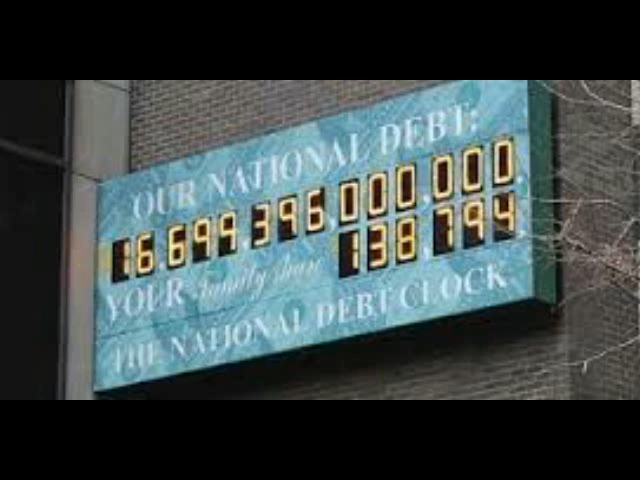 OUR NATIONAL DEBT:
16,699,396,000,000.
YOUR family share 138,794.
THE NATIONAL DEBT CLOCK